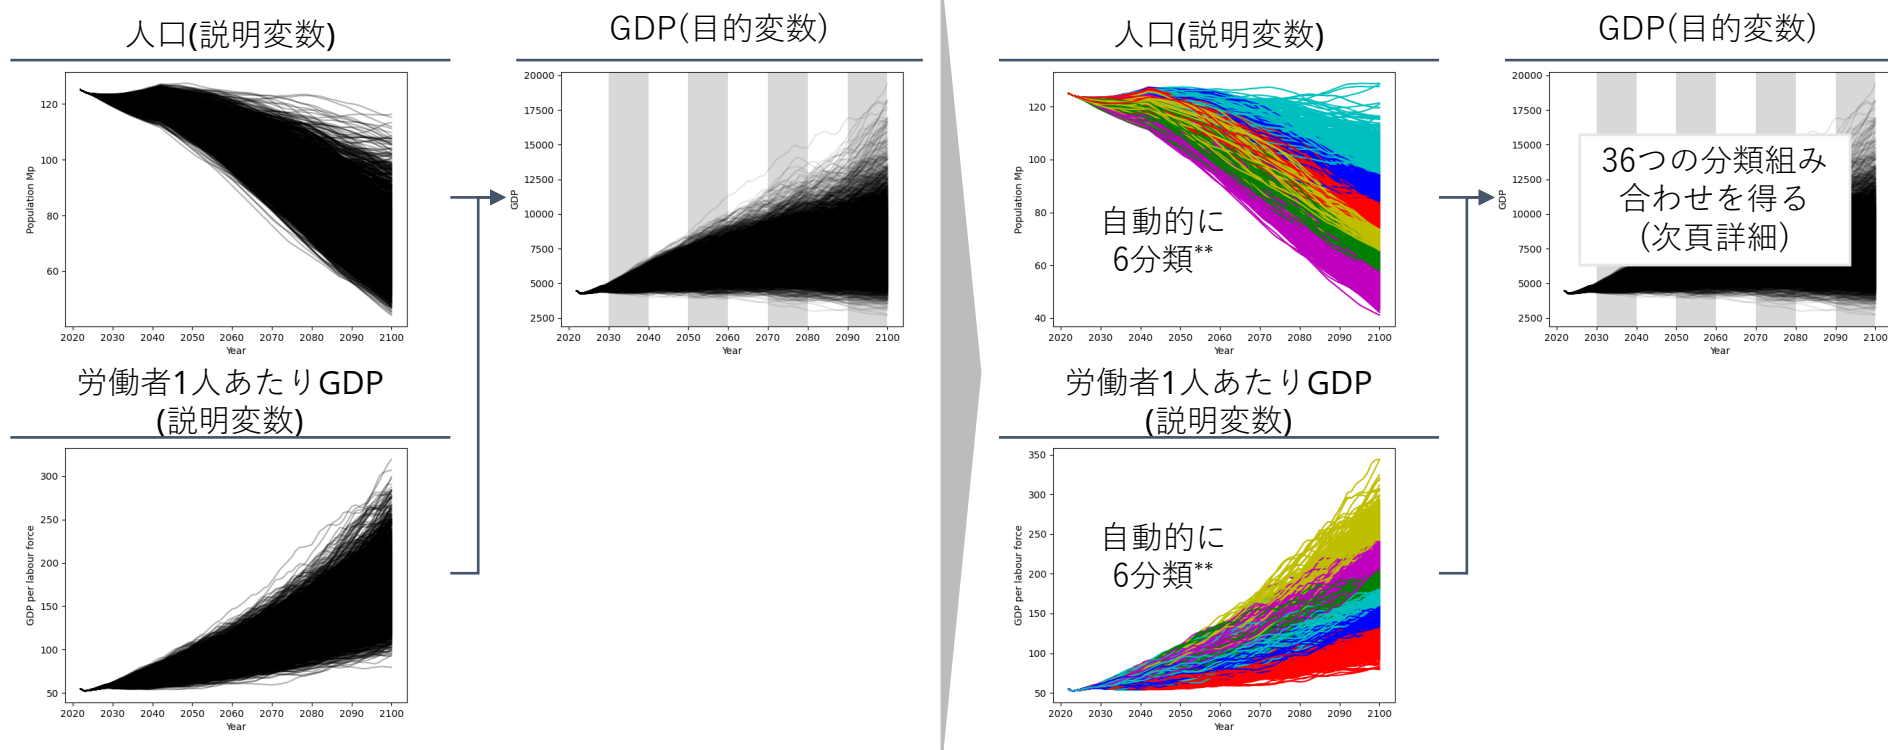 人口(説明変数)
GDP(目的変数)
120
100
80
60
Population Mp
2020 2030 2040 2050 2060 2070 2080 2090 2100
Year
20000
17500
15000
12500
10000
7500
5000
2500
GDP
2020 2030 2040 2050 2060 2070 2080 2090 2100
Year
労働者1人あたりGDP
(説明変数)
300
250
200
150
100
50
GDP per labour force
2020 2030 2040 2050 2060 2070 2080 2090 2100
Year
人口(説明変数)
GDP(目的変数)
120
100
80
60
40
Population Mp
自動的に
6分類**
2020 2030 2040 2050 2060 2070 2080 2090 2100
Year
20000
17500
15000
12500
10000
7500
5000
2500
GDP
36つの分類組み
合わせを得る
(次頁詳細)
2020 2030 2040 2050 2060 2070 2080 2090 2100
Year
労働者1人あたりGDP
(説明変数)
350
300
250
200
150
100
50
GDP per labour force
自動的に
6分類**
2020 2030 2040 2050 2060 2070 2080 2090 2100
Year